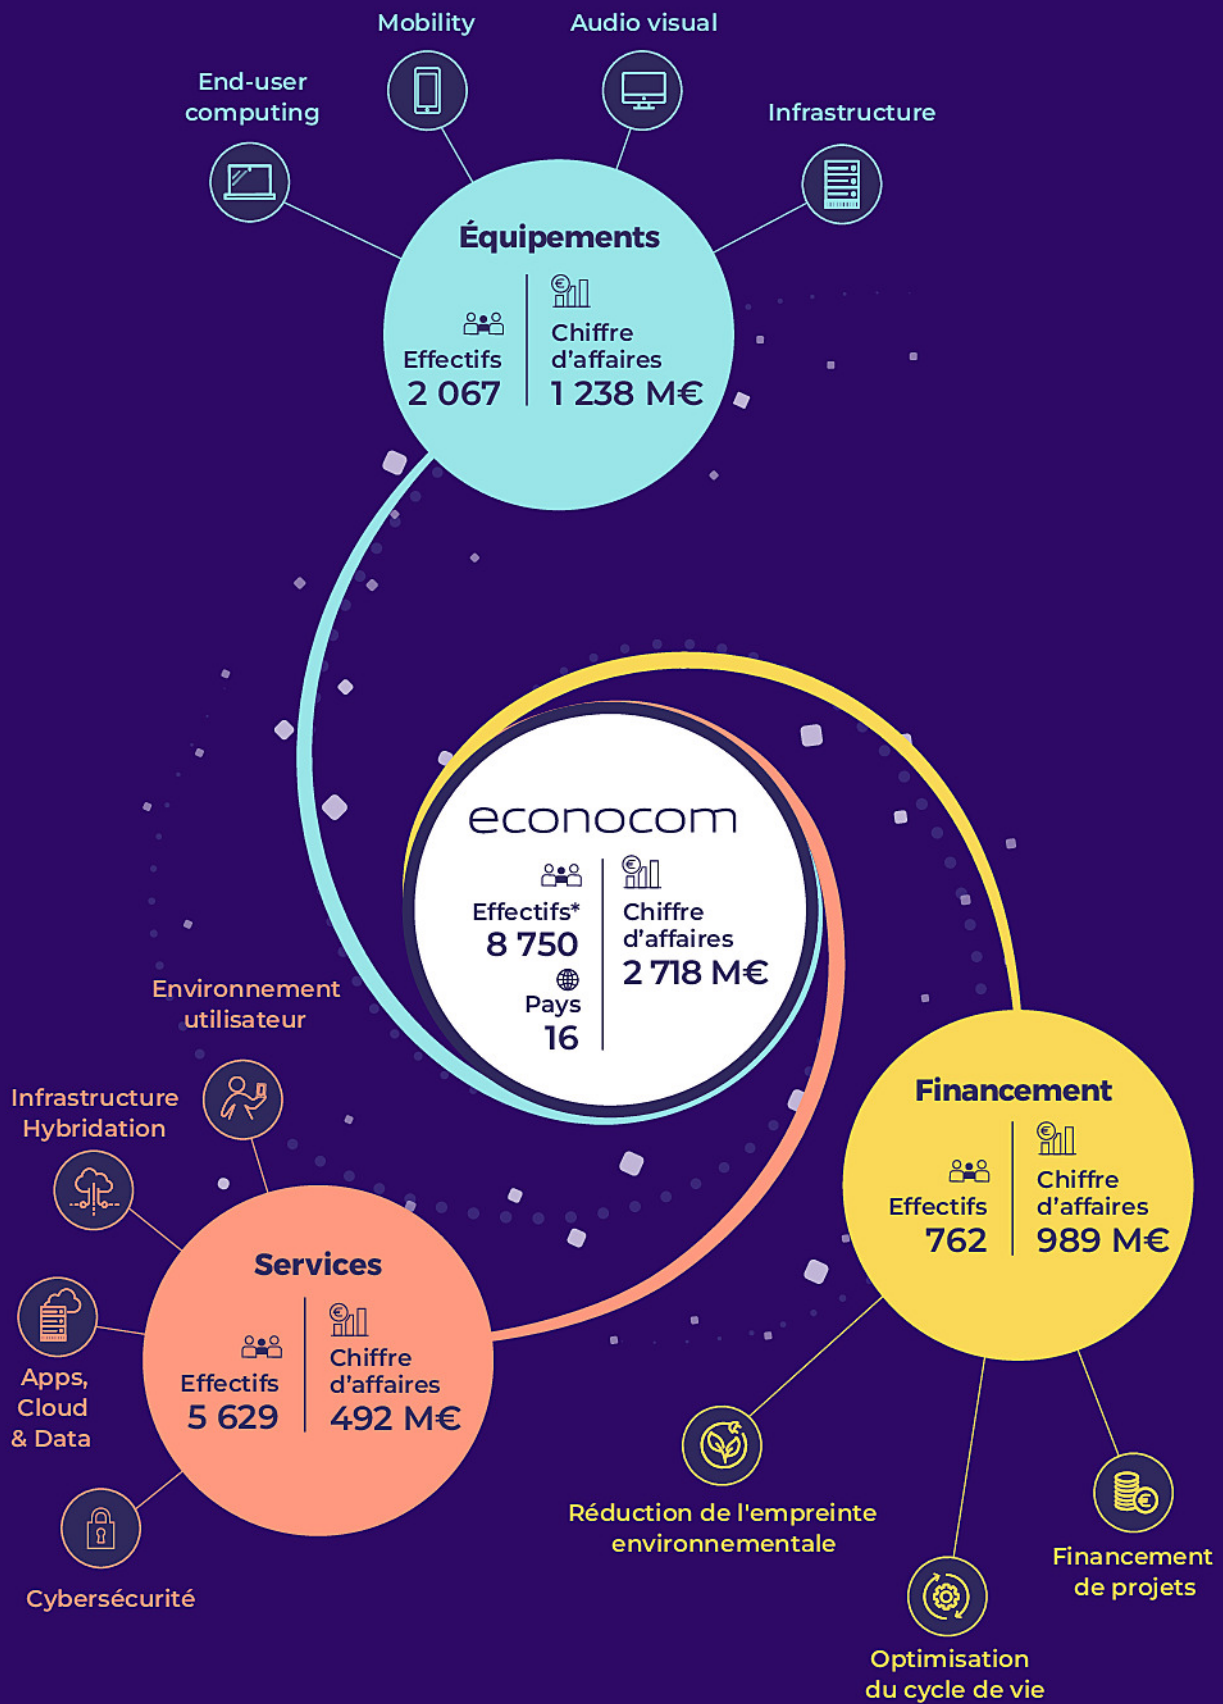 Mobility
Audio visual
End-user
computing
Infrastructure
Équipements
Effectifs
2 067
Chiffre
d'affaires
1 238 M€
econocom
Effectifs*
8 750
Pays
16
Chiffre
d'affaires
2 718 M€
Environnement
utilisateur
Infrastructure
Hybridation
Apps,
Cloud
& Data
Cybersécurité
Services
Effectifs
5 629
Chiffre
d'affaires
492 M€
Financement
Effectifs
762
Chiffre
d'affaires
989 M€
Réduction de l'empreinte
environnementale
Financement
de projets
Optimisation
du cycle de vie